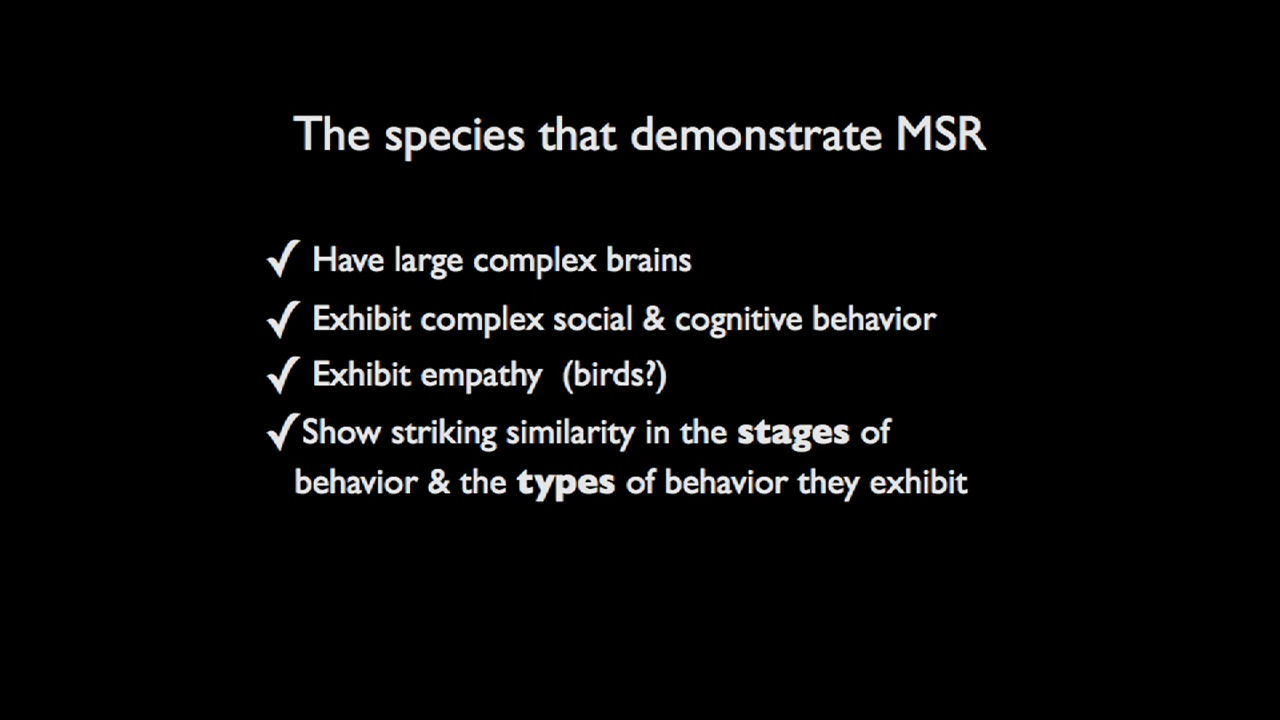 The species that demonstrate MSR
✓ Have large complex brains
✓ Exhibit complex social & cognitive behavior
✓ Exhibit empathy (birds?)
✓ Show striking similarity in the stages of
behavior & the types of behavior they exhibit